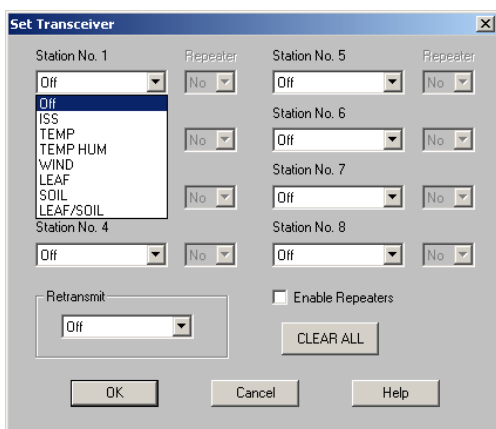 Set Transceiver
Station No. 1 Repeater Station No. 5 Repeater
Off No Off No
Off
ISS
TEMP
TEMP HUM
WIND
LEAF
SOIL
LEAF/SOIL
No
Station No. 6
Off No
No
Station No. 7
Off No
Station No. 4 Station No. 8
Off No Off No
Retransmit
Off
Enable Repeaters
CLEAR ALL
OK Cancel Help